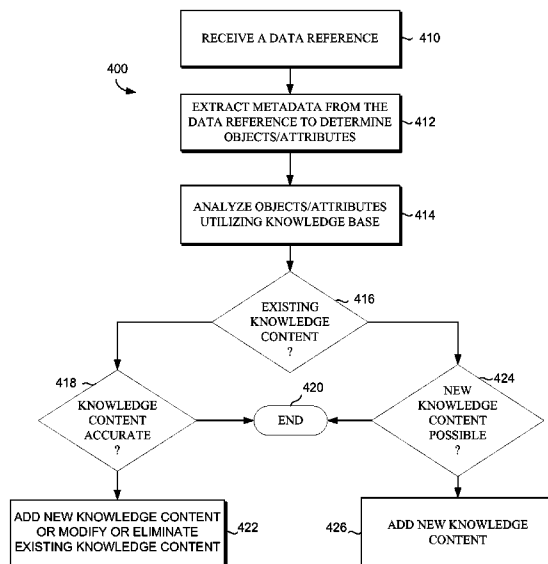 RECEIVE A DATA REFERENCE
410
400
EXTRACT METADATA FROM THE
DATA REFERENCE TO DETERMINE
OBJECTS/ATTRIBUTES
412
ANALYZE OBJECTS/ATTRIBUTES
UTILIZING KNOWLEDGE BASE
414
416
EXISTING
KNOWLEDGE
CONTENT
?
418
KNOWLEDGE
CONTENT
ACCURATE
?
420
END
424
NEW
KNOWLEDGE
CONTENT
POSSIBLE
?
ADD NEW KNOWLEDGE CONTENT
OR MODIFY OR ELIMINATE
EXISTING KNOWLEDGE CONTENT
422
426
ADD NEW KNOWLEDGE
CONTENT